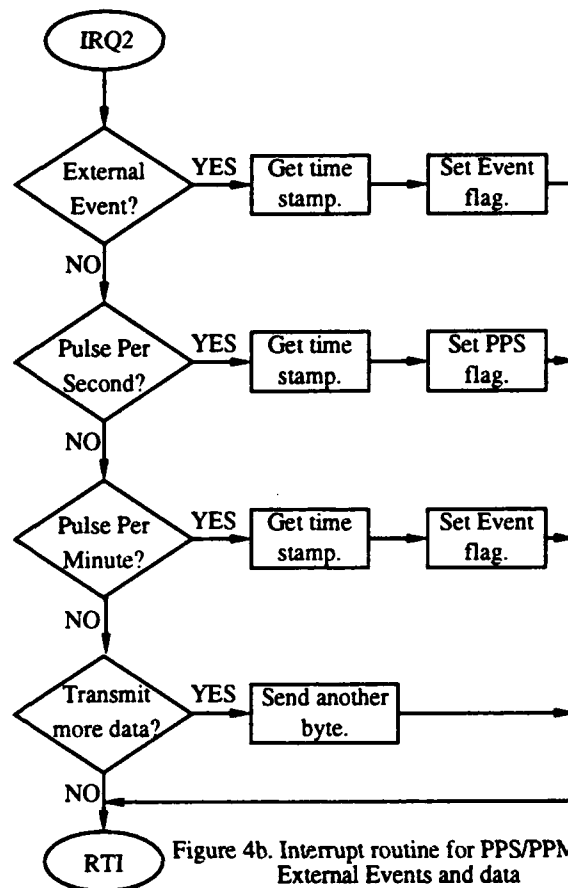 IRQ2
External
Event?
YES
Get time
stamp.
Set Event
flag.
NO
Pulse Per
Second?
YES
Get time
stamp.
Set PPS
flag.
NO
Pulse Per
Minute?
YES
Get time
stamp.
Set Event
flag.
NO
Transmit
more data?
YES
Send another
byte.
NO
RTI
Figure 4b. Interrupt routine for PPS/PPM
External Events and data